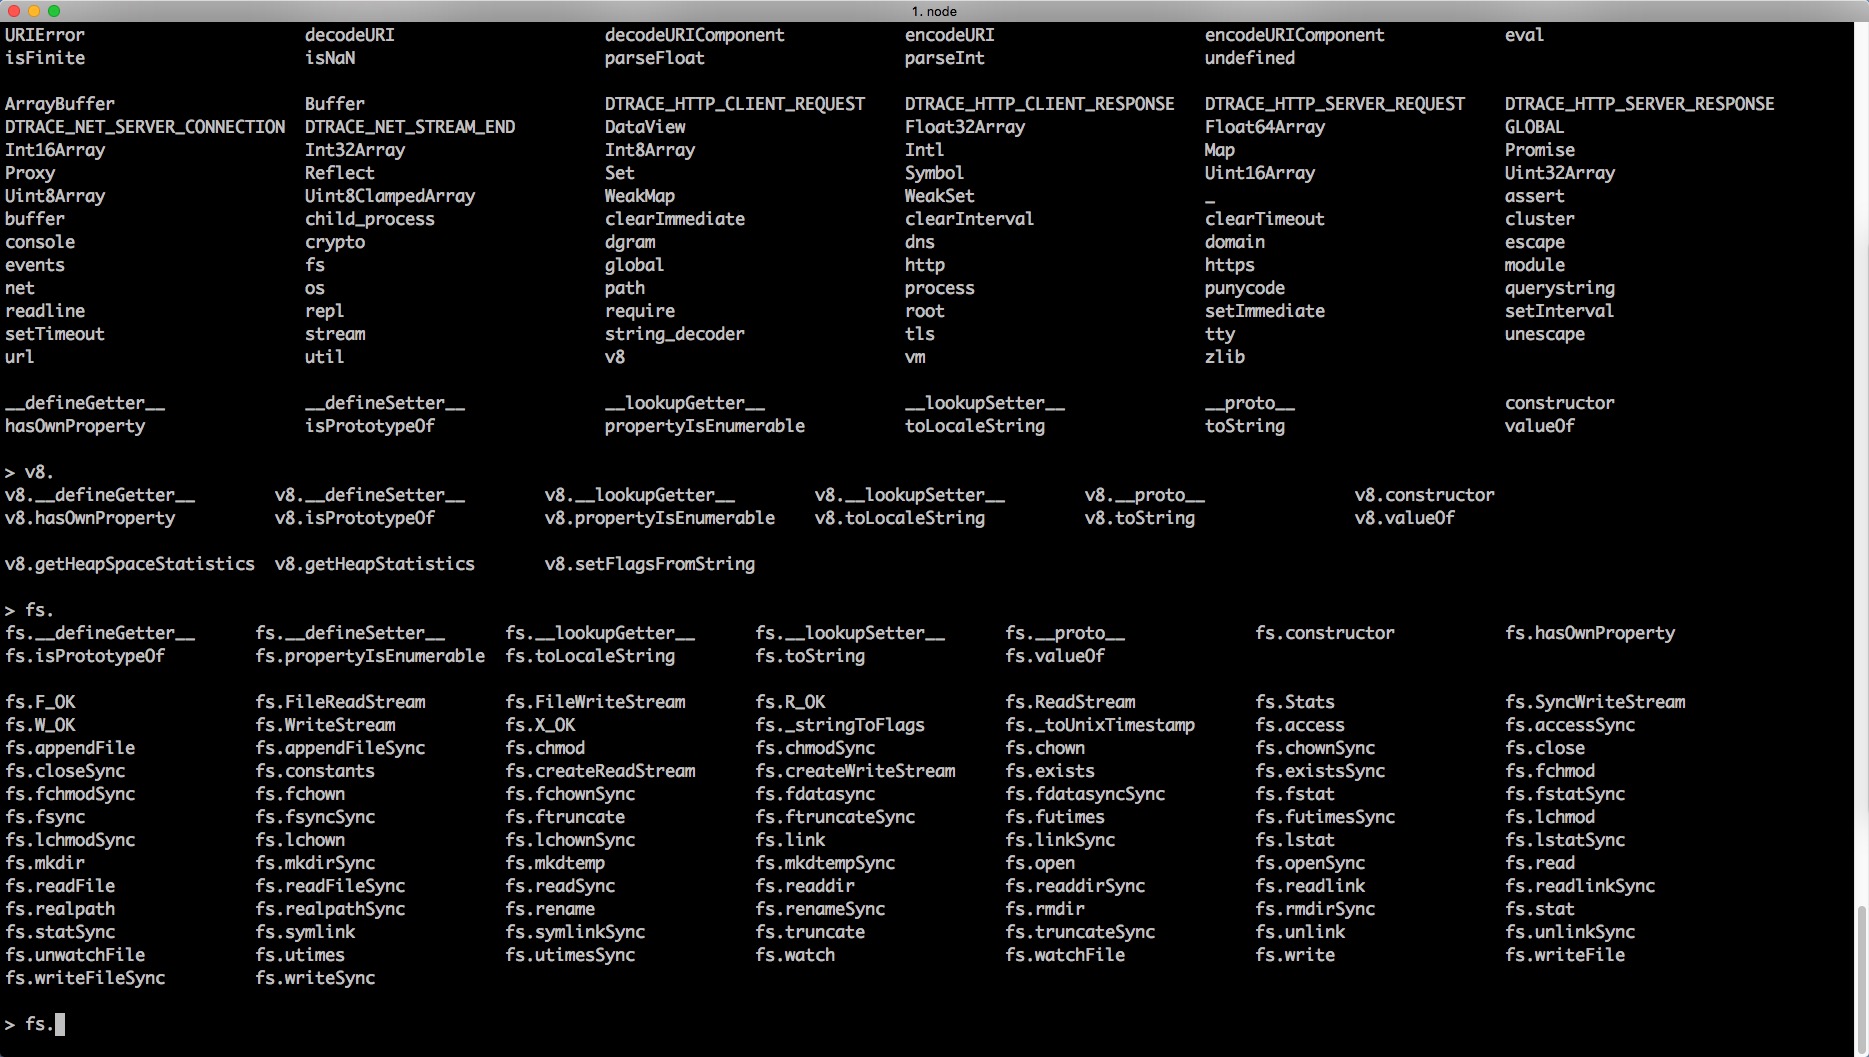 1. node
URIError decodeURI decodeURIComponent encodeURI encodeURIComponent eval
isFinite isNaN parseFloat parseInt undefined
ArrayBuffer Buffer DTRACE_HTTP_CLIENT_REQUEST DTRACE_HTTP_CLIENT_RESPONSE DTRACE_HTTP_SERVER_REQUEST DTRACE_HTTP_SERVER_RESPONSE
DTRACE_NET_SERVER_CONNECTION DTRACE_NET_STREAM_END DataView Float32Array Float64Array GLOBAL
Int16Array Int32Array Int8Array Intl Map Promise
Proxy Reflect Set Symbol Uint16Array Uint32Array
Uint8Array Uint8ClampedArray WeakMap WeakSet _ assert
buffer child_process clearImmediate clearInterval clearTimeout cluster
console crypto dgram dns domain escape
events fs global http https module
net os path process punycode querystring
readline repl require root setImmediate setInterval
setTimeout stream string_decoder tls tty unescape
url util v8 vm zlib
__defineGetter__ __defineSetter__ __lookupGetter__ __lookupSetter__ __proto__ constructor
hasOwnProperty isPrototypeOf propertyIsEnumerable toLocaleString toString valueOf
> v8.
v8.__defineGetter__ v8.__defineSetter__ v8.__lookupGetter__ v8.__lookupSetter__ v8.__proto__ v8.constructor
v8.hasOwnProperty v8.isPrototypeOf v8.propertyIsEnumerable v8.toLocaleString v8.toString v8.valueOf
v8.getHeapSpaceStatistics v8.getHeapStatistics v8.setFlagsFromString
> fs.
fs.__defineGetter__ fs.__defineSetter__ fs.__lookupGetter__ fs.__lookupSetter__ fs.__proto__ fs.constructor fs.hasOwnProperty
fs.isPrototypeOf fs.propertyIsEnumerable fs.toLocaleString fs.toString fs.valueOf
fs.F_OK fs.FileReadStream fs.FileWriteStream fs.R_OK fs.ReadStream fs.Stats fs.SyncWriteStream
fs.W_OK fs.WriteStream fs.X_OK fs._stringToFlags fs._toUnixTimestamp fs.access fs.accessSync
fs.appendFile fs.appendFileSync fs.chmod fs.chmodSync fs.chown fs.chownSync fs.close
fs.closeSync fs.constants fs.createReadStream fs.createWriteStream fs.exists fs.existsSync fs.fchmod
fs.fchmodSync fs.fchown fs.fchownSync fs.fdatasync fs.fdatasyncSync fs.fstat fs.fstatSync
fs.fsync fs.fsyncSync fs.ftruncate fs.ftruncateSync fs.futimes fs.futimesSync fs.lchmod
fs.lchmodSync fs.lchown fs.lchownSync fs.link fs.linkSync fs.lstat fs.lstatSync
fs.mkdir fs.mkdirSync fs.mkdtemp fs.mkdtempSync fs.open fs.openSync fs.read
fs.readFile fs.readFileSync fs.readSync fs.readdir fs.readdirSync fs.readlink fs.readlinkSync
fs.realpath fs.realpathSync fs.rename fs.renameSync fs.rmdir fs.rmdirSync fs.stat
fs.statSync fs.symlink fs.symlinkSync fs.truncate fs.truncateSync fs.unlink fs.unlinkSync
fs.unwatchFile fs.utimes fs.utimesSync fs.watch fs.watchFile fs.write fs.writeFile
fs.writeFileSync fs.writeSync
> fs.